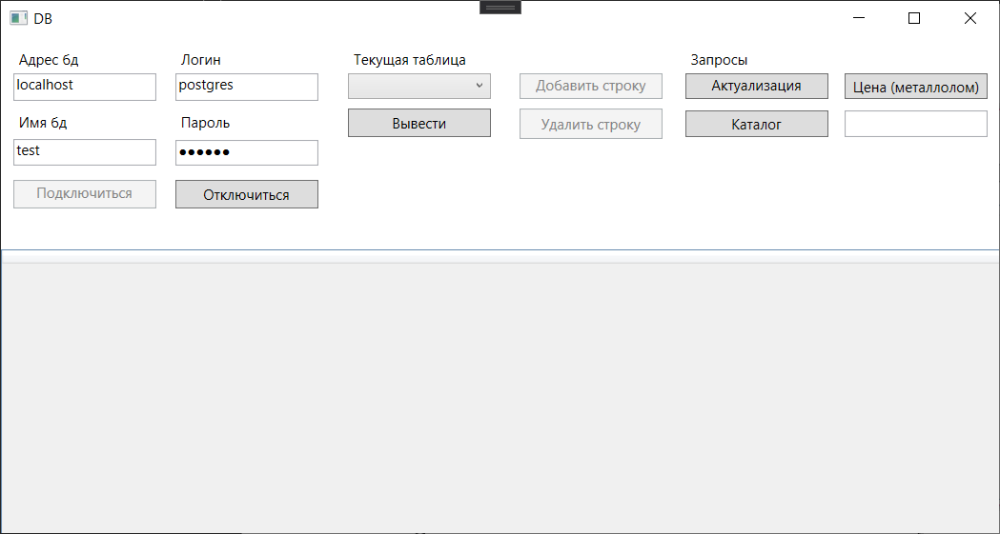 DB
Адрес бд
Логин
Текущая таблица
Запросы
localhost
postgres
Добавить строку
Актуализация
Цена (металлолом)
Имя бд
Пароль
Вывести
Удалить строку
Каталог
test
●●●●●●
Подключиться
Отключиться